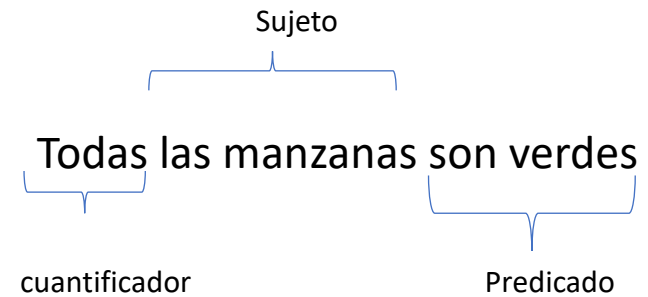 Sujeto
Todas las manzanas son verdes
cuantificador Predicado